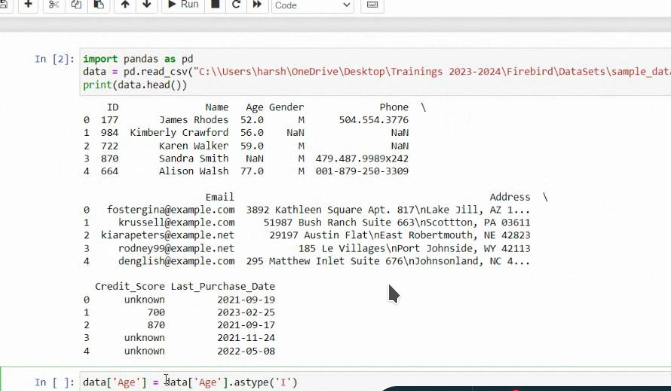 Run
Code
In [2]: import pandas as pd
data = pd.read_csv("C:\\Users\harsh\OneDrive\Desktop\Trainings 2023-2024\Firebird\DataSets\sample_dat
print(data.head())
ID Name Age Gender Phone \
0 177 James Rhodes 52.0 M 504.554.3776
1 984 Kimberly Crawford 56.0 NaN NaN
2 722 Karen Walker 59.0 M NaN
3 870 Sandra Smith NaN M 479.487.9989x242
4 664 Alison Walsh 77.0 M 001-879-250-3309
Email Address \
0 fostergina@example.com 3892 Kathleen Square Apt. 817\nLake Jill, AZ 1...
1 krussell@example.com 51987 Bush Ranch Suite 663\nScottton, PA 03611
2 kiarapeters@example.net 29197 Austin Flat\nEast Robertmouth, NE 42823
3 rodney99@example.net 185 Le Villages\nPort Johnside, WY 42113
4 denglish@example.com 295 Matthew Inlet Suite 676\nJohnsonland, NC 4...
Credit_Score Last_Purchase_Date
0 unknown 2021-09-19
1 700 2023-02-25
2 870 2021-09-17
3 unknown 2021-11-24
4 unknown 2022-05-08
In [ ]: data['Age'] = data['Age'].astype('I')